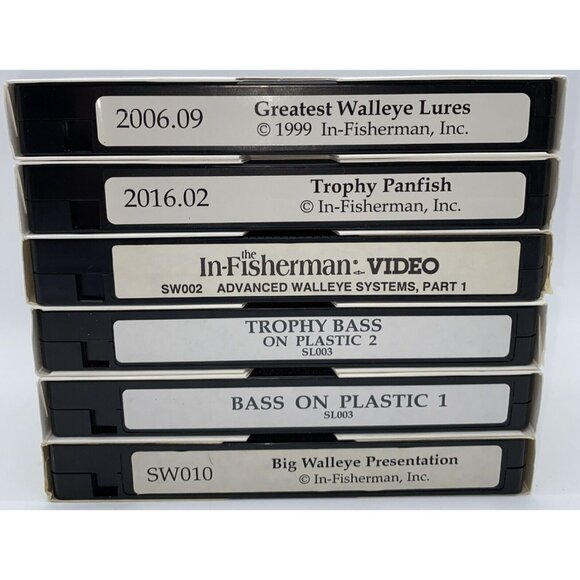 2006.09
Greatest Walleye Lures
© 1999 In-Fisherman, Inc.
2016.02
Trophy Panfish
© In-Fisherman, Inc.
the
In-Fisherman VIDEO
SW002 ADVANCED WALLEYE SYSTEMS, PART 1
TROPHY BASS
ON PLASTIC 2
SL003
BASS ON PLASTIC 1
SL003
SW010
Big Walleye Presentation
© In-Fisherman, Inc.